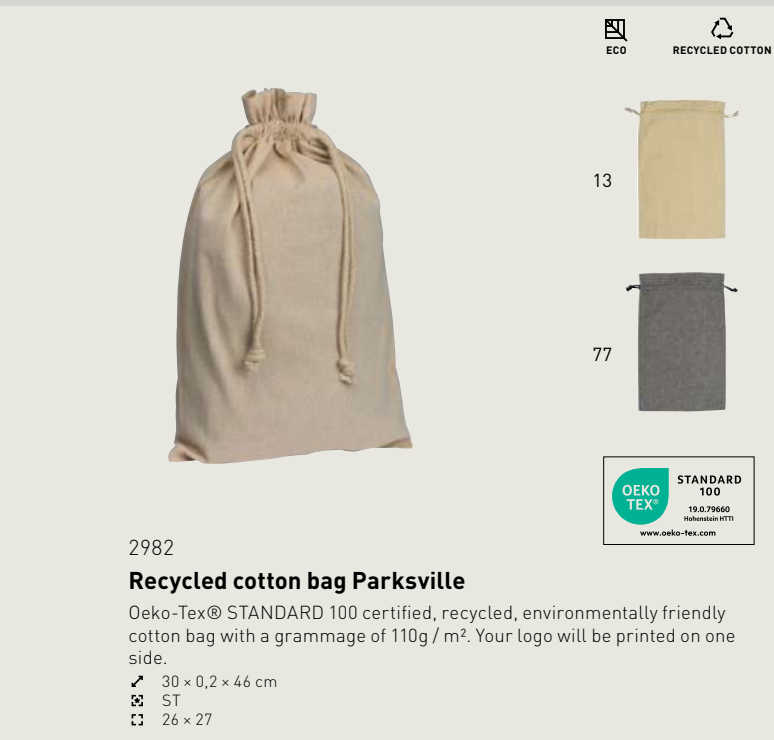 ECO
RECYCLED COTTON
13
77
OEKO
TEX®
STANDARD
100
19.0.79660
Hohenstein HTTI
www.oeko-tex.com
2982
Recycled cotton bag Parksville
Oeko-Tex® STANDARD 100 certified, recycled, environmentally friendly
cotton bag with a grammage of 110g / m². Your logo will be printed on one
side.
30 × 0,2 × 46 cm
ST
26 × 27